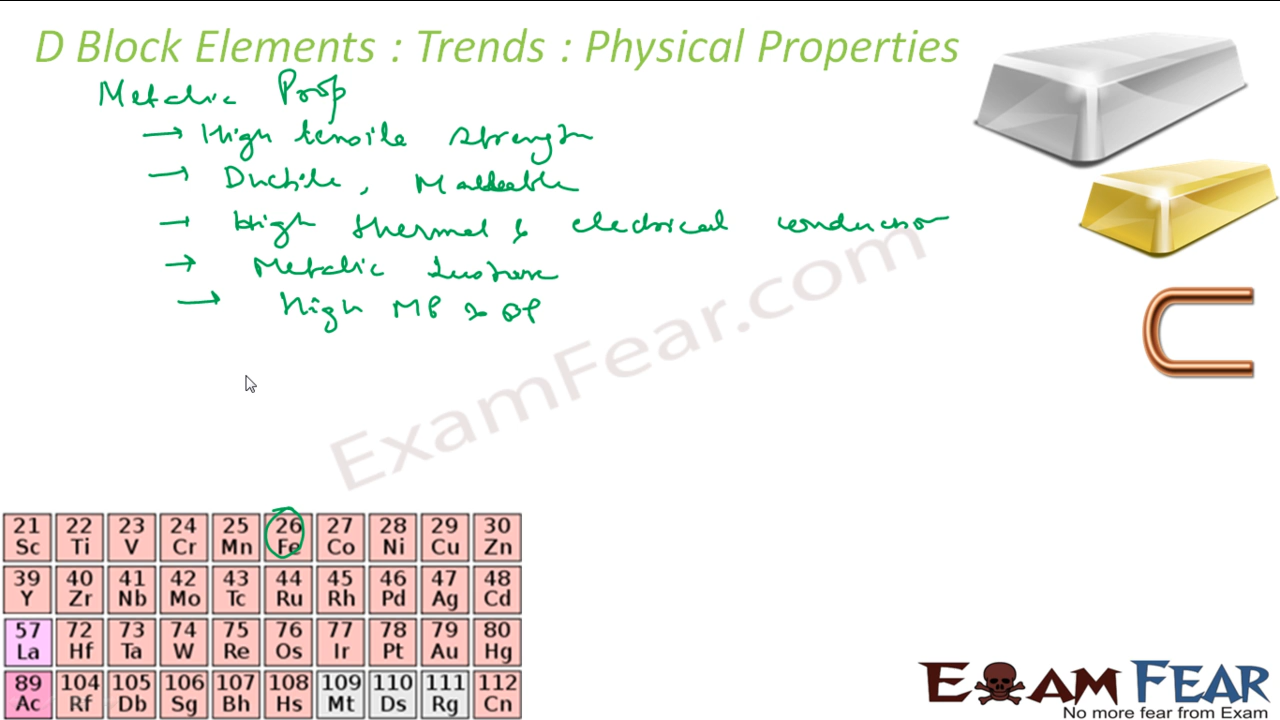 D Block Elements : Trends : Physical Properties
Metallic Prop
→ High tensile strength
→ Ductile, Malleable
→ High thermal & electrical conductor
→ Metallic Lustre
→ High MP & BP
ExamFear.com
21 22 23 24 25 26 27 28 29 30
Sc Ti V Cr Mn Fe Co Ni Cu Zn
39 40 41 42 43 44 45 46 47 48
Y Zr Nb Mo Tc Ru Rh Pd Ag Cd
57 72 73 74 75 76 77 78 79 80
La Hf Ta W Re Os Ir Pt Au Hg
89 104 105 106 107 108 109 110 111 112
Ac Rf Db Sg Bh Hs Mt Ds Rg Cn
EXAM FEAR
No more fear from Exam